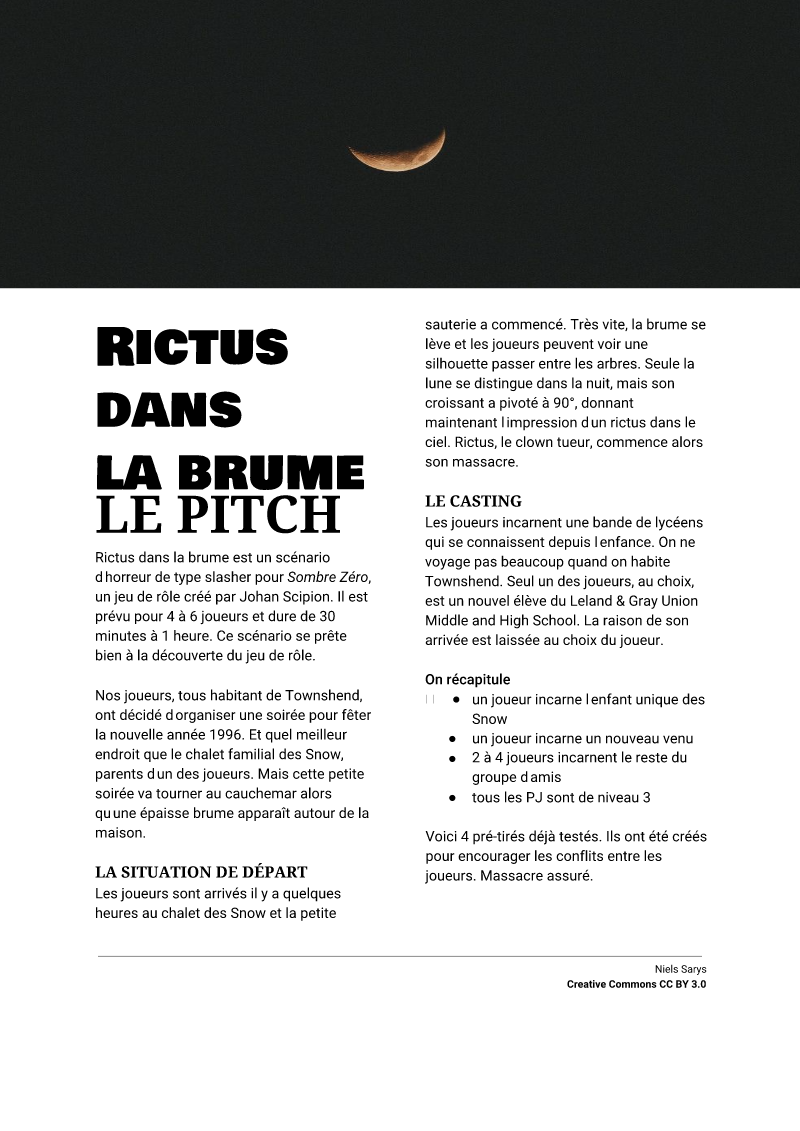 Rictus
dans
la brume
LE PITCH
Rictus dans la brume est un scénario
d horreur de type slasher pour Sombre Zéro,
un jeu de rôle créé par Johan Scipion. Il est
prévu pour 4 à 6 joueurs et dure de 30
minutes à 1 heure. Ce scénario se prête
bien à la découverte du jeu de rôle.
Nos joueurs, tous habitant de Townshend,
ont décidé d organiser une soirée pour fêter
la nouvelle année 1996. Et quel meilleur
endroit que le chalet familial des Snow,
parents d un des joueurs. Mais cette petite
soirée va tourner au cauchemar alors
qu une épaisse brume apparaît autour de la
maison.
LA SITUATION DE DÉPART
Les joueurs sont arrivés il y a quelques
heures au chalet des Snow et la petite
sauterie a commencé. Très vite, la brume se
lève et les joueurs peuvent voir une
silhouette passer entre les arbres. Seule la
lune se distingue dans la nuit, mais son
croissant a pivoté à 90°, donnant
maintenant l impression d un rictus dans le
ciel. Rictus, le clown tueur, commence alors
son massacre.
LE CASTING
Les joueurs incarnent une bande de lycéens
qui se connaissent depuis l enfance. On ne
voyage pas beaucoup quand on habite
Townshend. Seul un des joueurs, au choix,
est un nouvel élève du Leland & Gray Union
Middle and High School. La raison de son
arrivée est laissée au choix du joueur.
On récapitule
● un joueur incarne l enfant unique des
Snow
● un joueur incarne un nouveau venu
● 2 à 4 joueurs incarnent le reste du
groupe d amis
● tous les PJ sont de niveau 3
Voici 4 pré-tirés déjà testés. Ils ont été créés
pour encourager les conflits entre les
joueurs. Massacre assuré.
Niels Sarys
Creative Commons CC BY 3.0